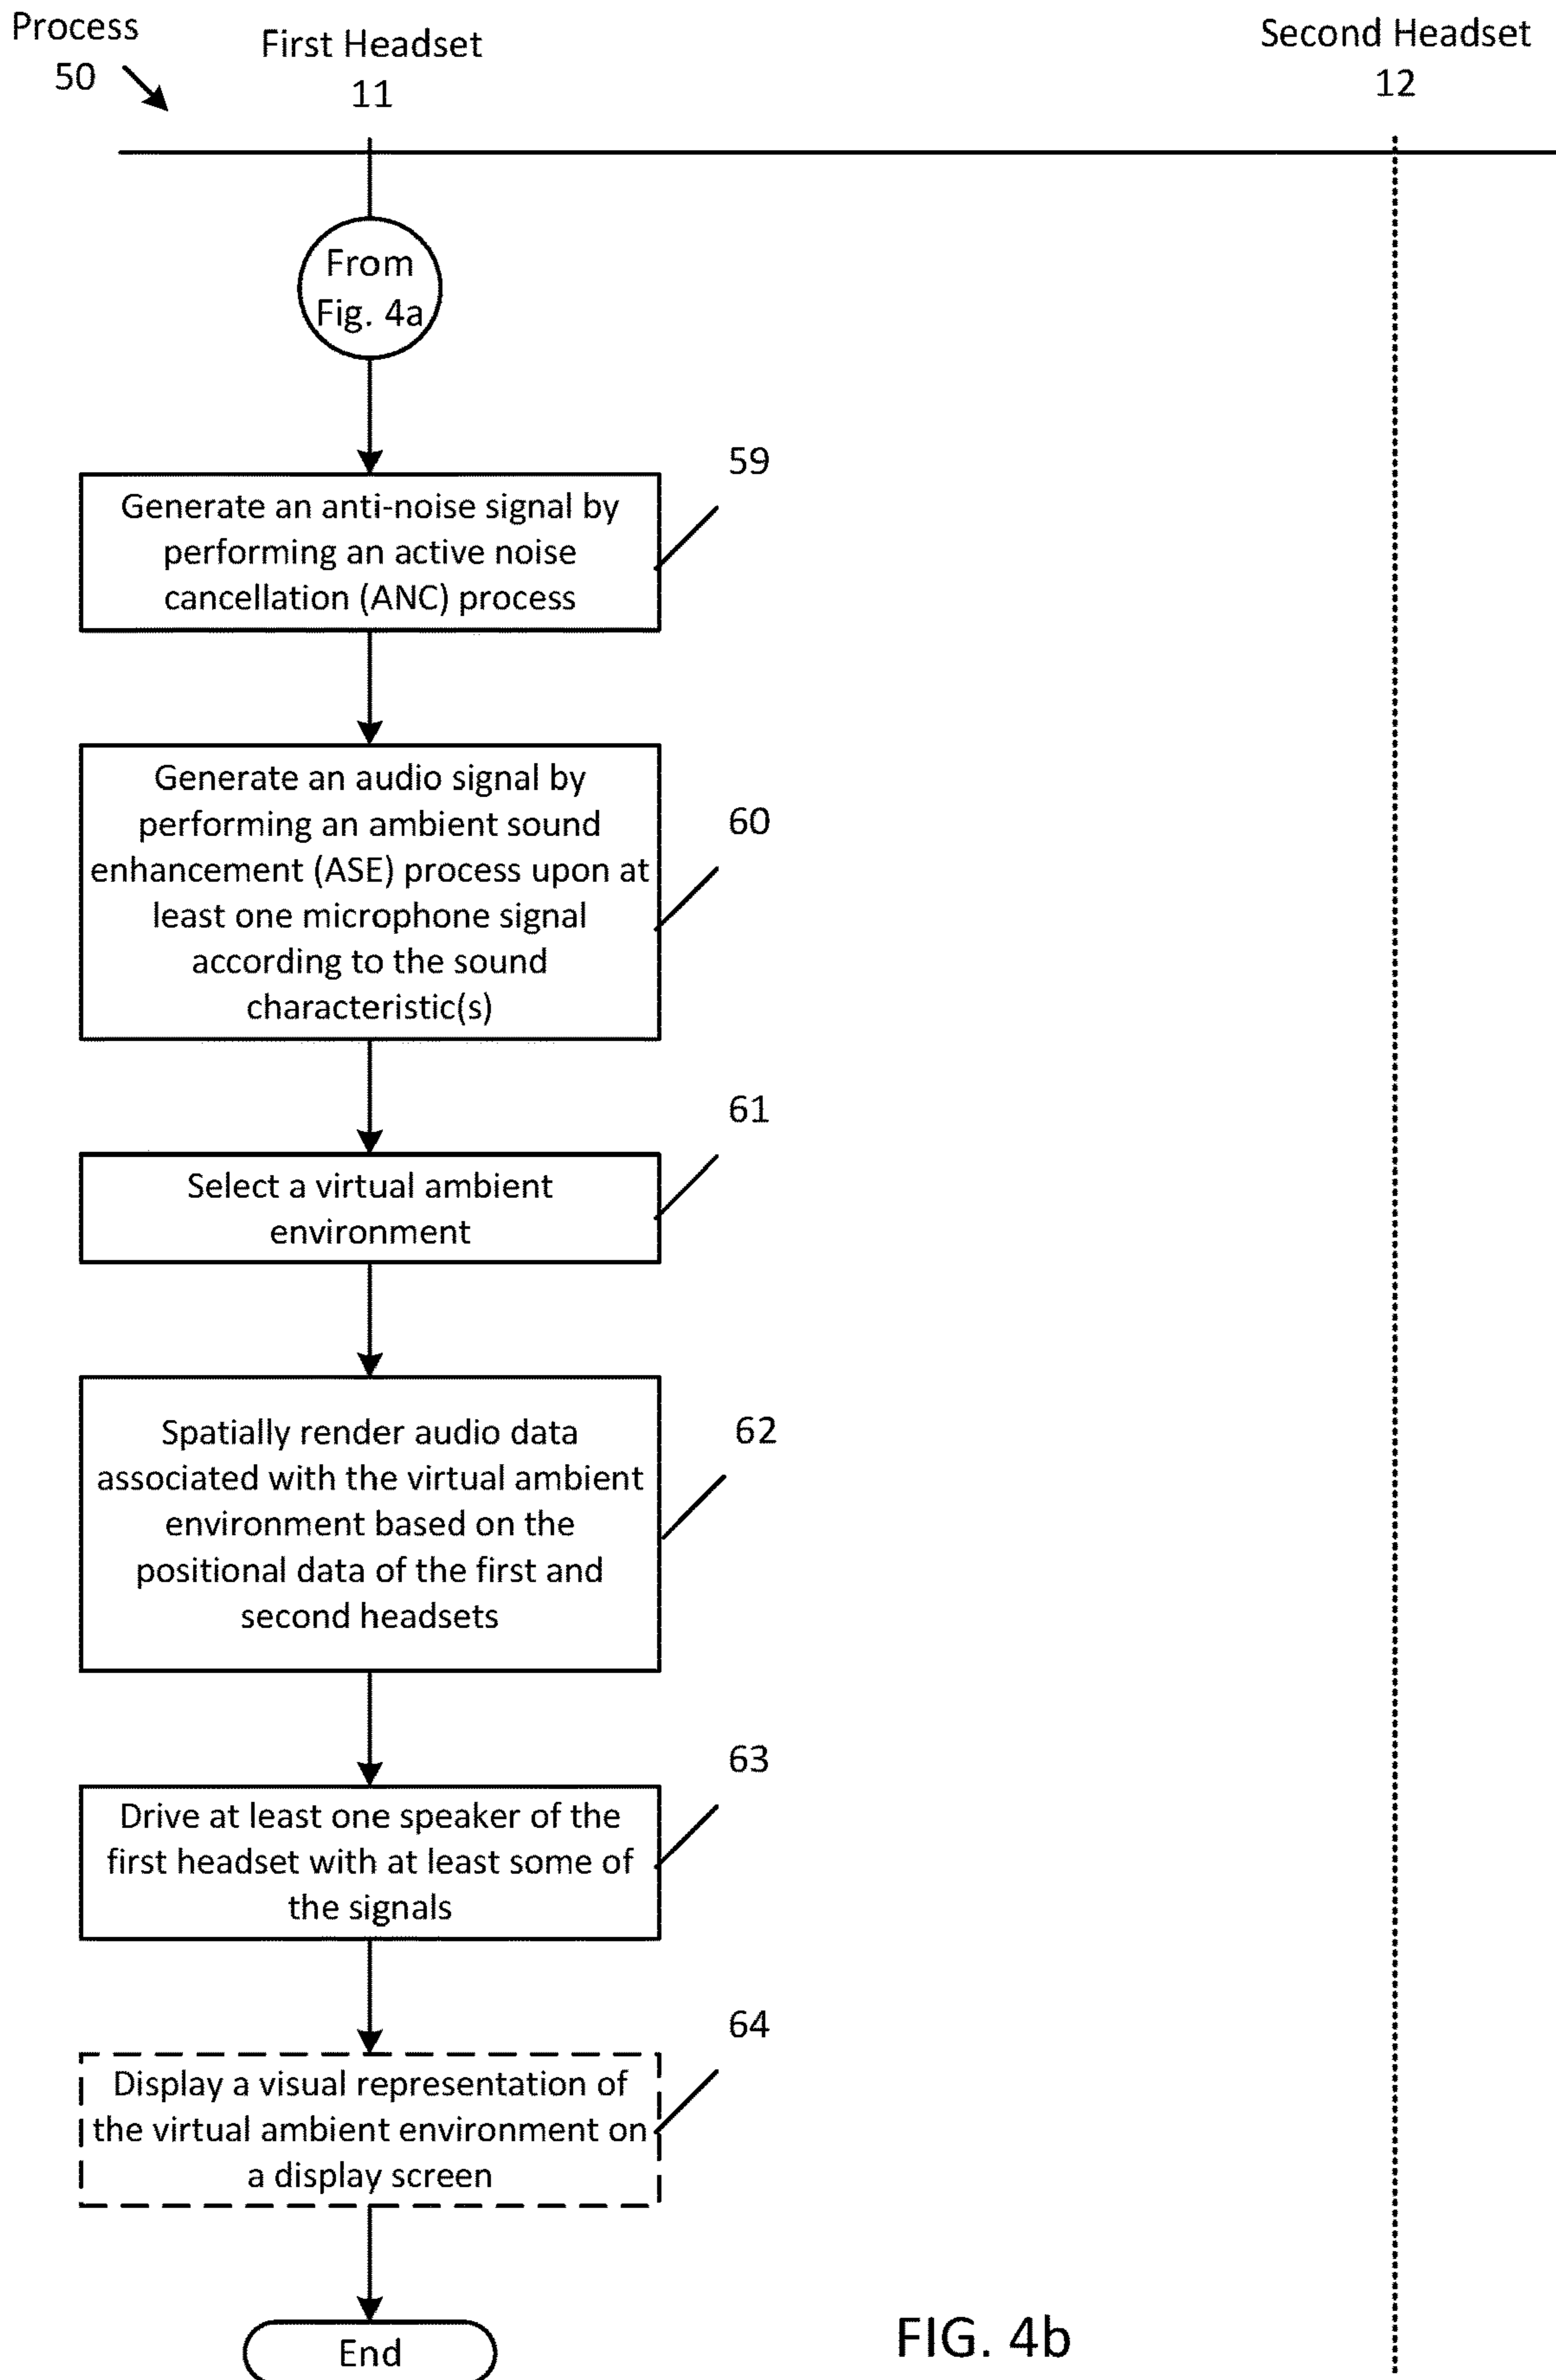 Process
50
First Headset
11
Second Headset
12
From
Fig. 4a
59
Generate an anti-noise signal by
performing an active noise
cancellation (ANC) process
60
Generate an audio signal by
performing an ambient sound
enhancement (ASE) process upon at
least one microphone signal
according to the sound
characteristic(s)
61
Select a virtual ambient
environment
62
Spatially render audio data
associated with the virtual ambient
environment based on the
positional data of the first and
second headsets
63
Drive at least one speaker of the
first headset with at least some of
the signals
64
Display a visual representation of
the virtual ambient environment on
a display screen
End
FIG. 4b